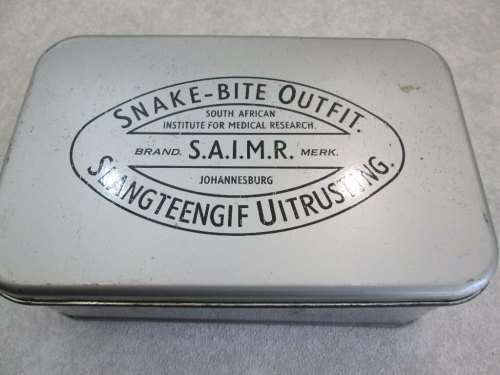 SNAKE-BITE OUTFIT.
SOUTH AFRICAN
INSTITUTE FOR MEDICAL RESEARCH.
BRAND. S.A.I.M.R. MERK.
JOHANNESBURG
SLANGTEENGIF UITRUSTING.